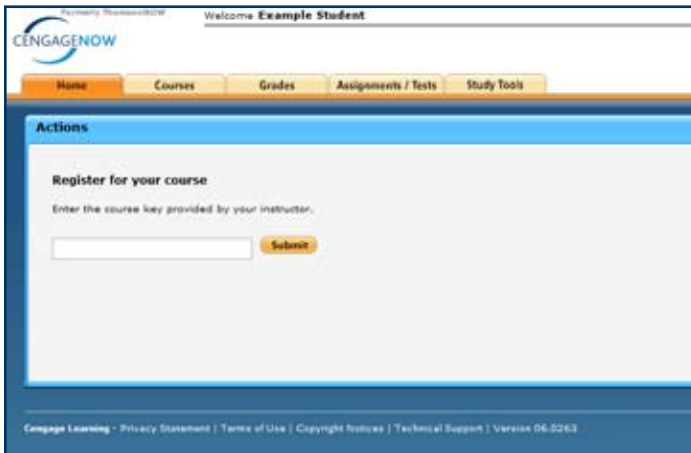 Formerly ThomsonNOW
Welcome Example Student
CENGAGENOW
Home Courses Grades Assignments / Tests Study Tools
Actions
Register for your course
Enter the course key provided by your instructor.
Submit
Cengage Learning - Privacy Statement | Terms of Use | Copyright Notices | Technical Support | Version 06.0263